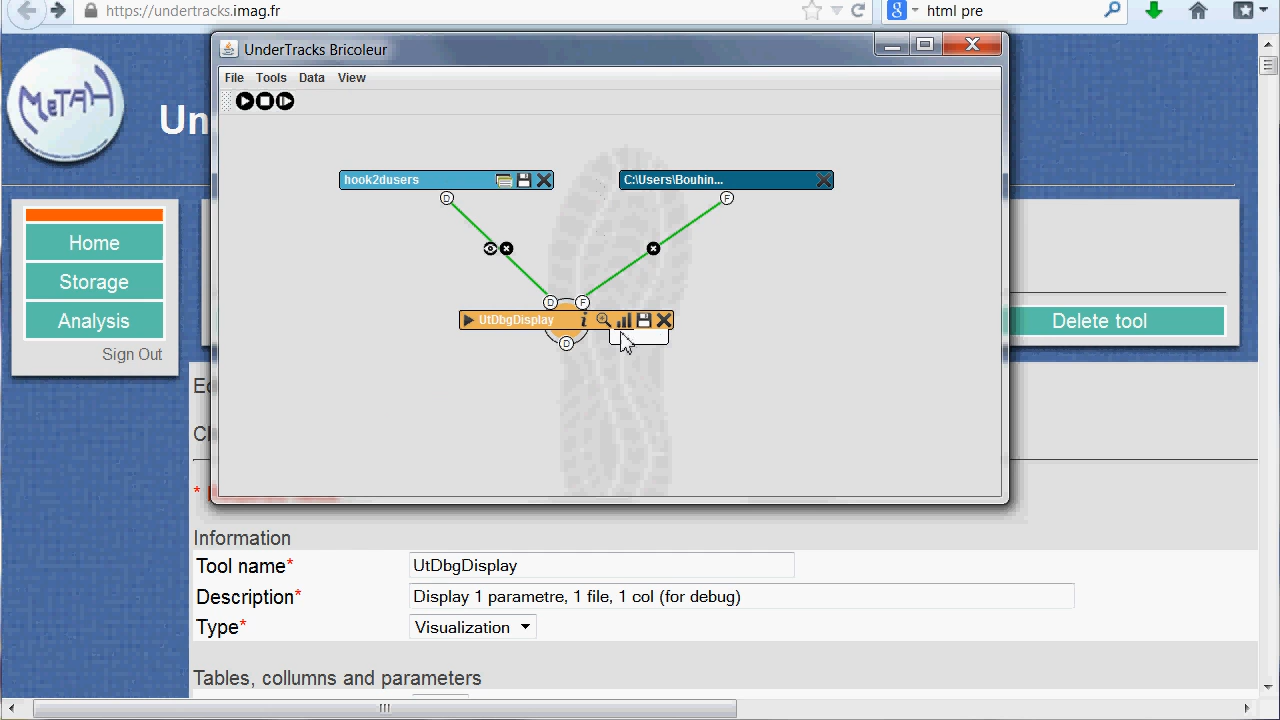 https://undertracks.imag.fr
html pre
UnderTracks Bricoleur
File Tools Data View
MeTAH
Un
hook2dusers
C:\Users\Bouhin...
D
F
D F
UtDbgDisplay
D
Home
Storage
Analysis
Sign Out
Delete tool
*
Information
Tool name*
UtDbgDisplay
Description*
Display 1 parametre, 1 file, 1 col (for debug)
Type*
Visualization
Tables, collumns and parameters